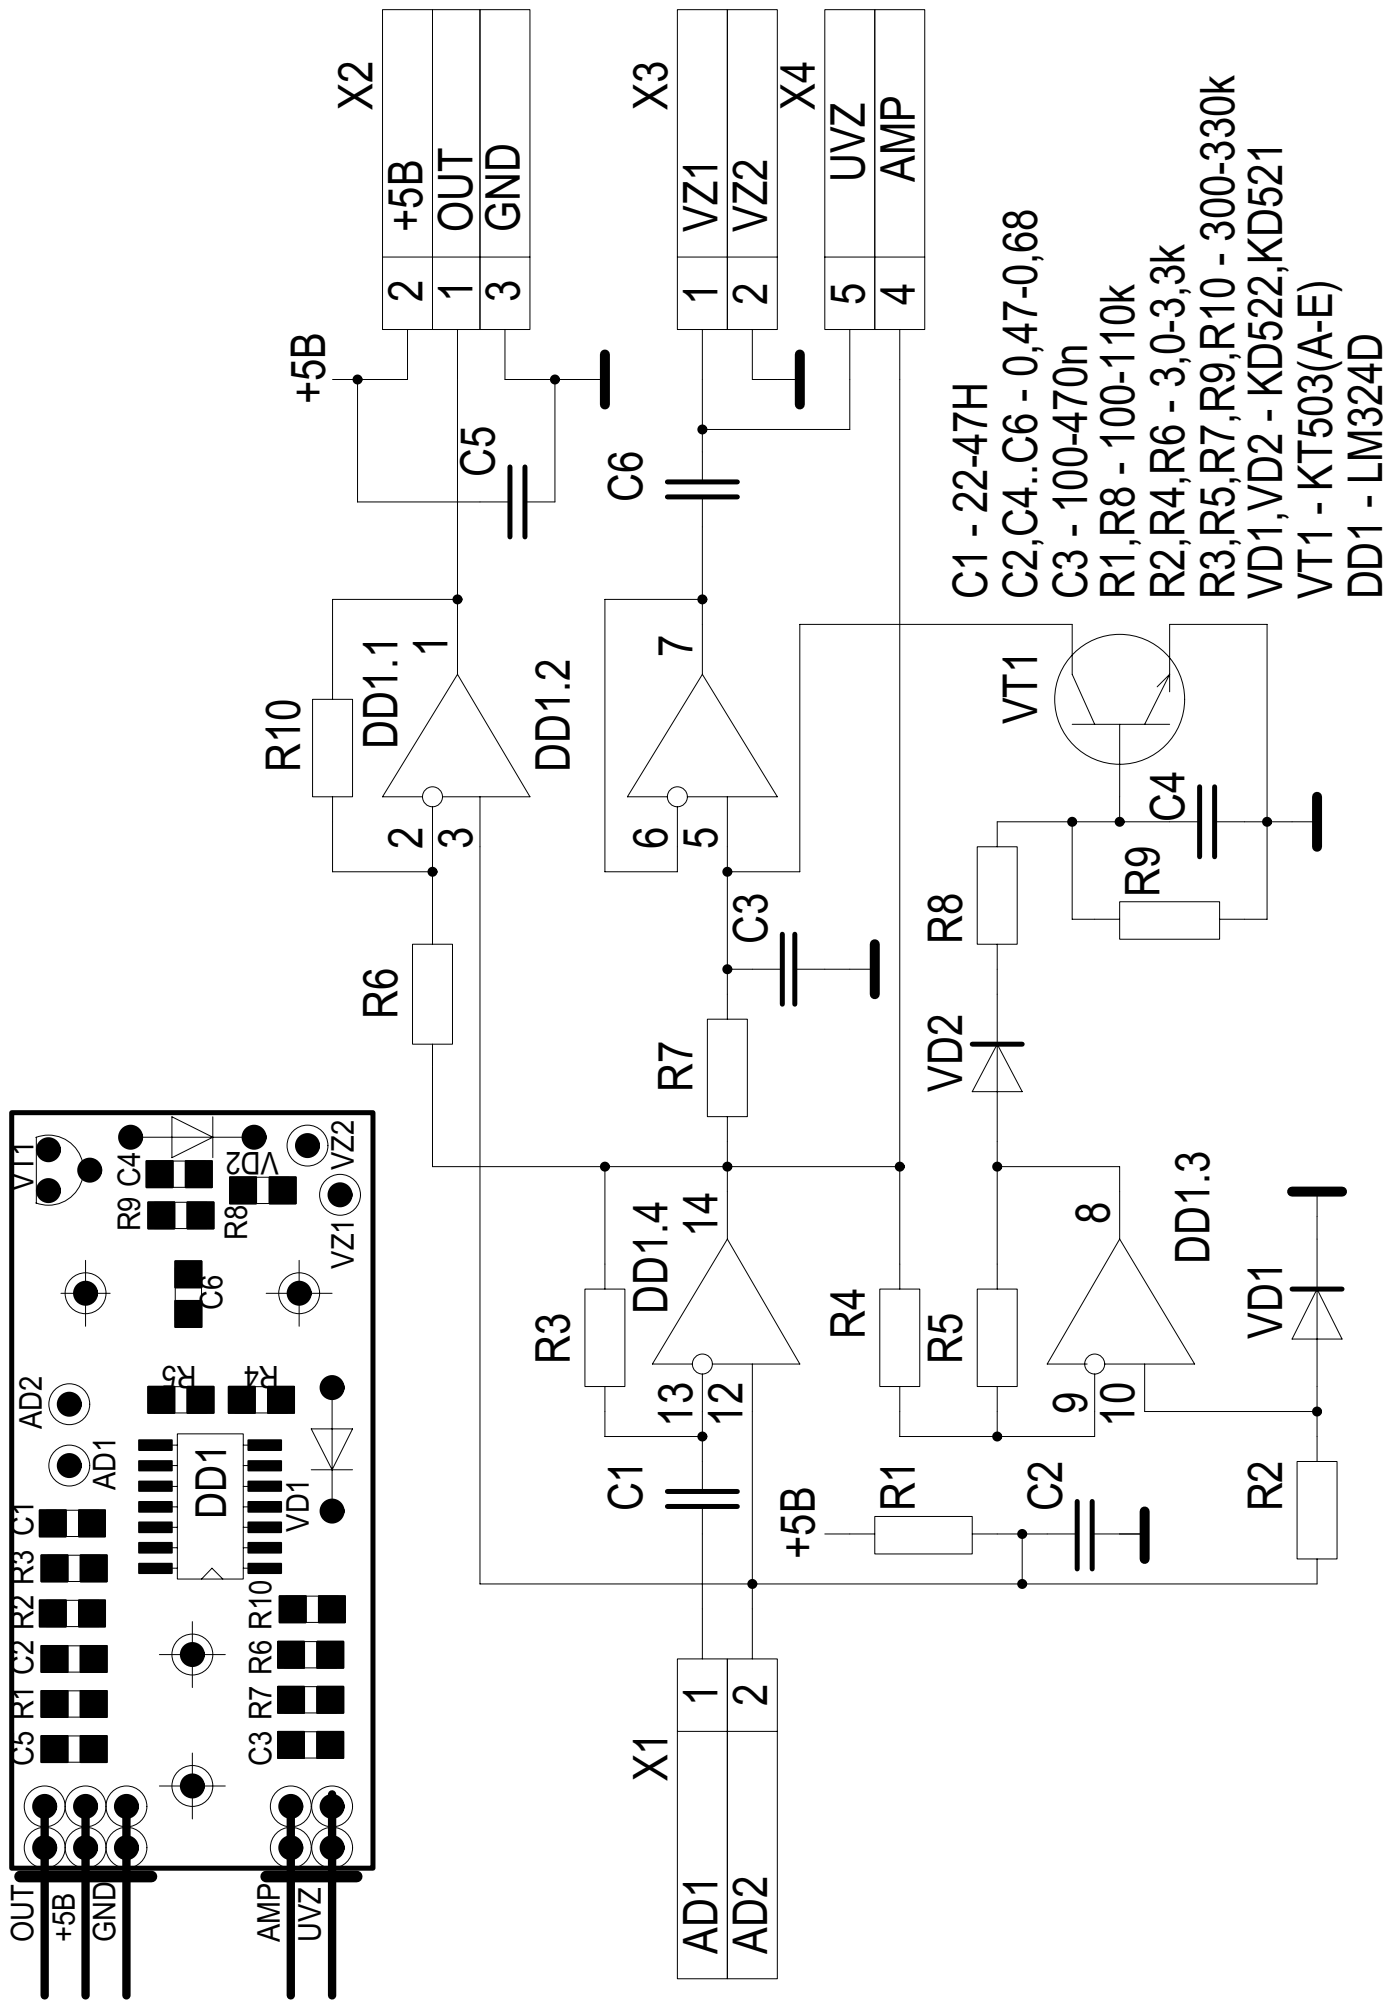 X2
+5B
2 +5B
1 OUT
3 GND
C5
R10
DD1.1
2
3
1
R6
X3
1 VZ1
2 VZ2
X4
5 UVZ
4 AMP
C6
DD1.2
6
5
7
C3
R7
R3
DD1.4
13
12
14
C1
X1
AD1 1
AD2 2
VT1
C4
R9
R8
VD2
R4
R5
DD1.3
9
10
8
+5B
R1
C2
VD1
R2
C1 - 22-47H
C2,C4..C6 - 0,47-0,68
C3 - 100-470n
R1,R8 - 100-110k
R2,R4,R6 - 3,0-3,3k
R3,R5,R7,R9,R10 - 300-330k
VD1,VD2 - KD522,KD521
VT1 - KT503(A-E)
DD1 - LM324D
OUT
+5B
GND
AMP
UVZ
C5
R1
C2
R2
R3
C1
AD1
AD2
VT1
C3
R7
R6
R10
VD1
DD1
R5
R4
C6
R9
C4
R8
VD2
VZ1
VZ2